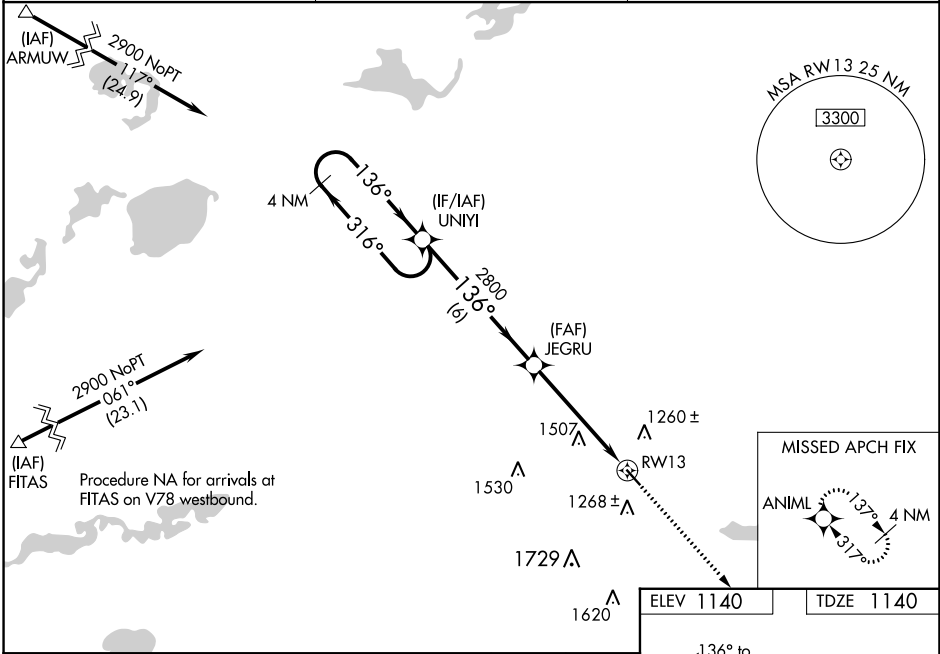 (IAF)
ARMUW
2900 NoPT
117°
(24.9)
MSA RW13 25 NM
3300
4 NM
136°
316°
(IF/IAF)
UNIYI
2800
136°
(6)
(FAF)
JEGRU
2900 NoPT
061°
(23.1)
(IAF)
FITAS
Procedure NA for arrivals at
FITAS on V78 westbound.
1507
1260 ±
RW13
1530
1268 ±
1729
1620
MISSED APCH FIX
ANIML
137°
4 NM
317°
ELEV 1140
TDZE 1140
136° to